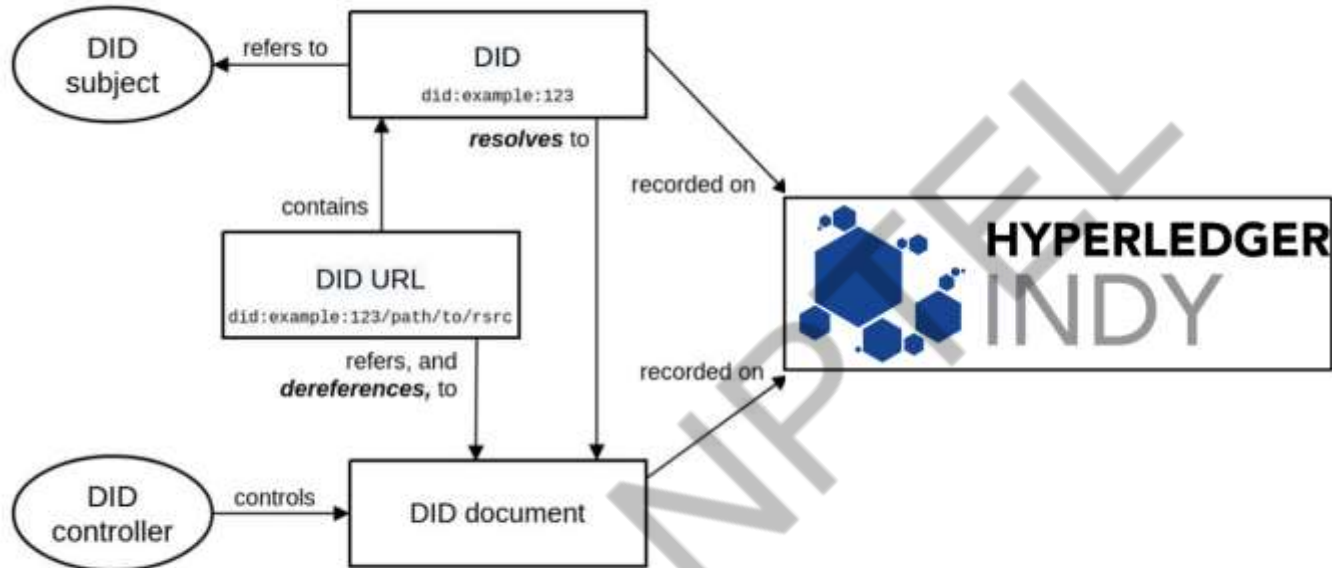 DID
subject
refers to
DID
did:example:123
resolves to
recorded on
contains
DID URL
did:example:123/path/to/rsrc
HYPERLEDGER
INDY
refers, and
dereferences, to
recorded on
DID
controller
controls
DID document
NPTEL